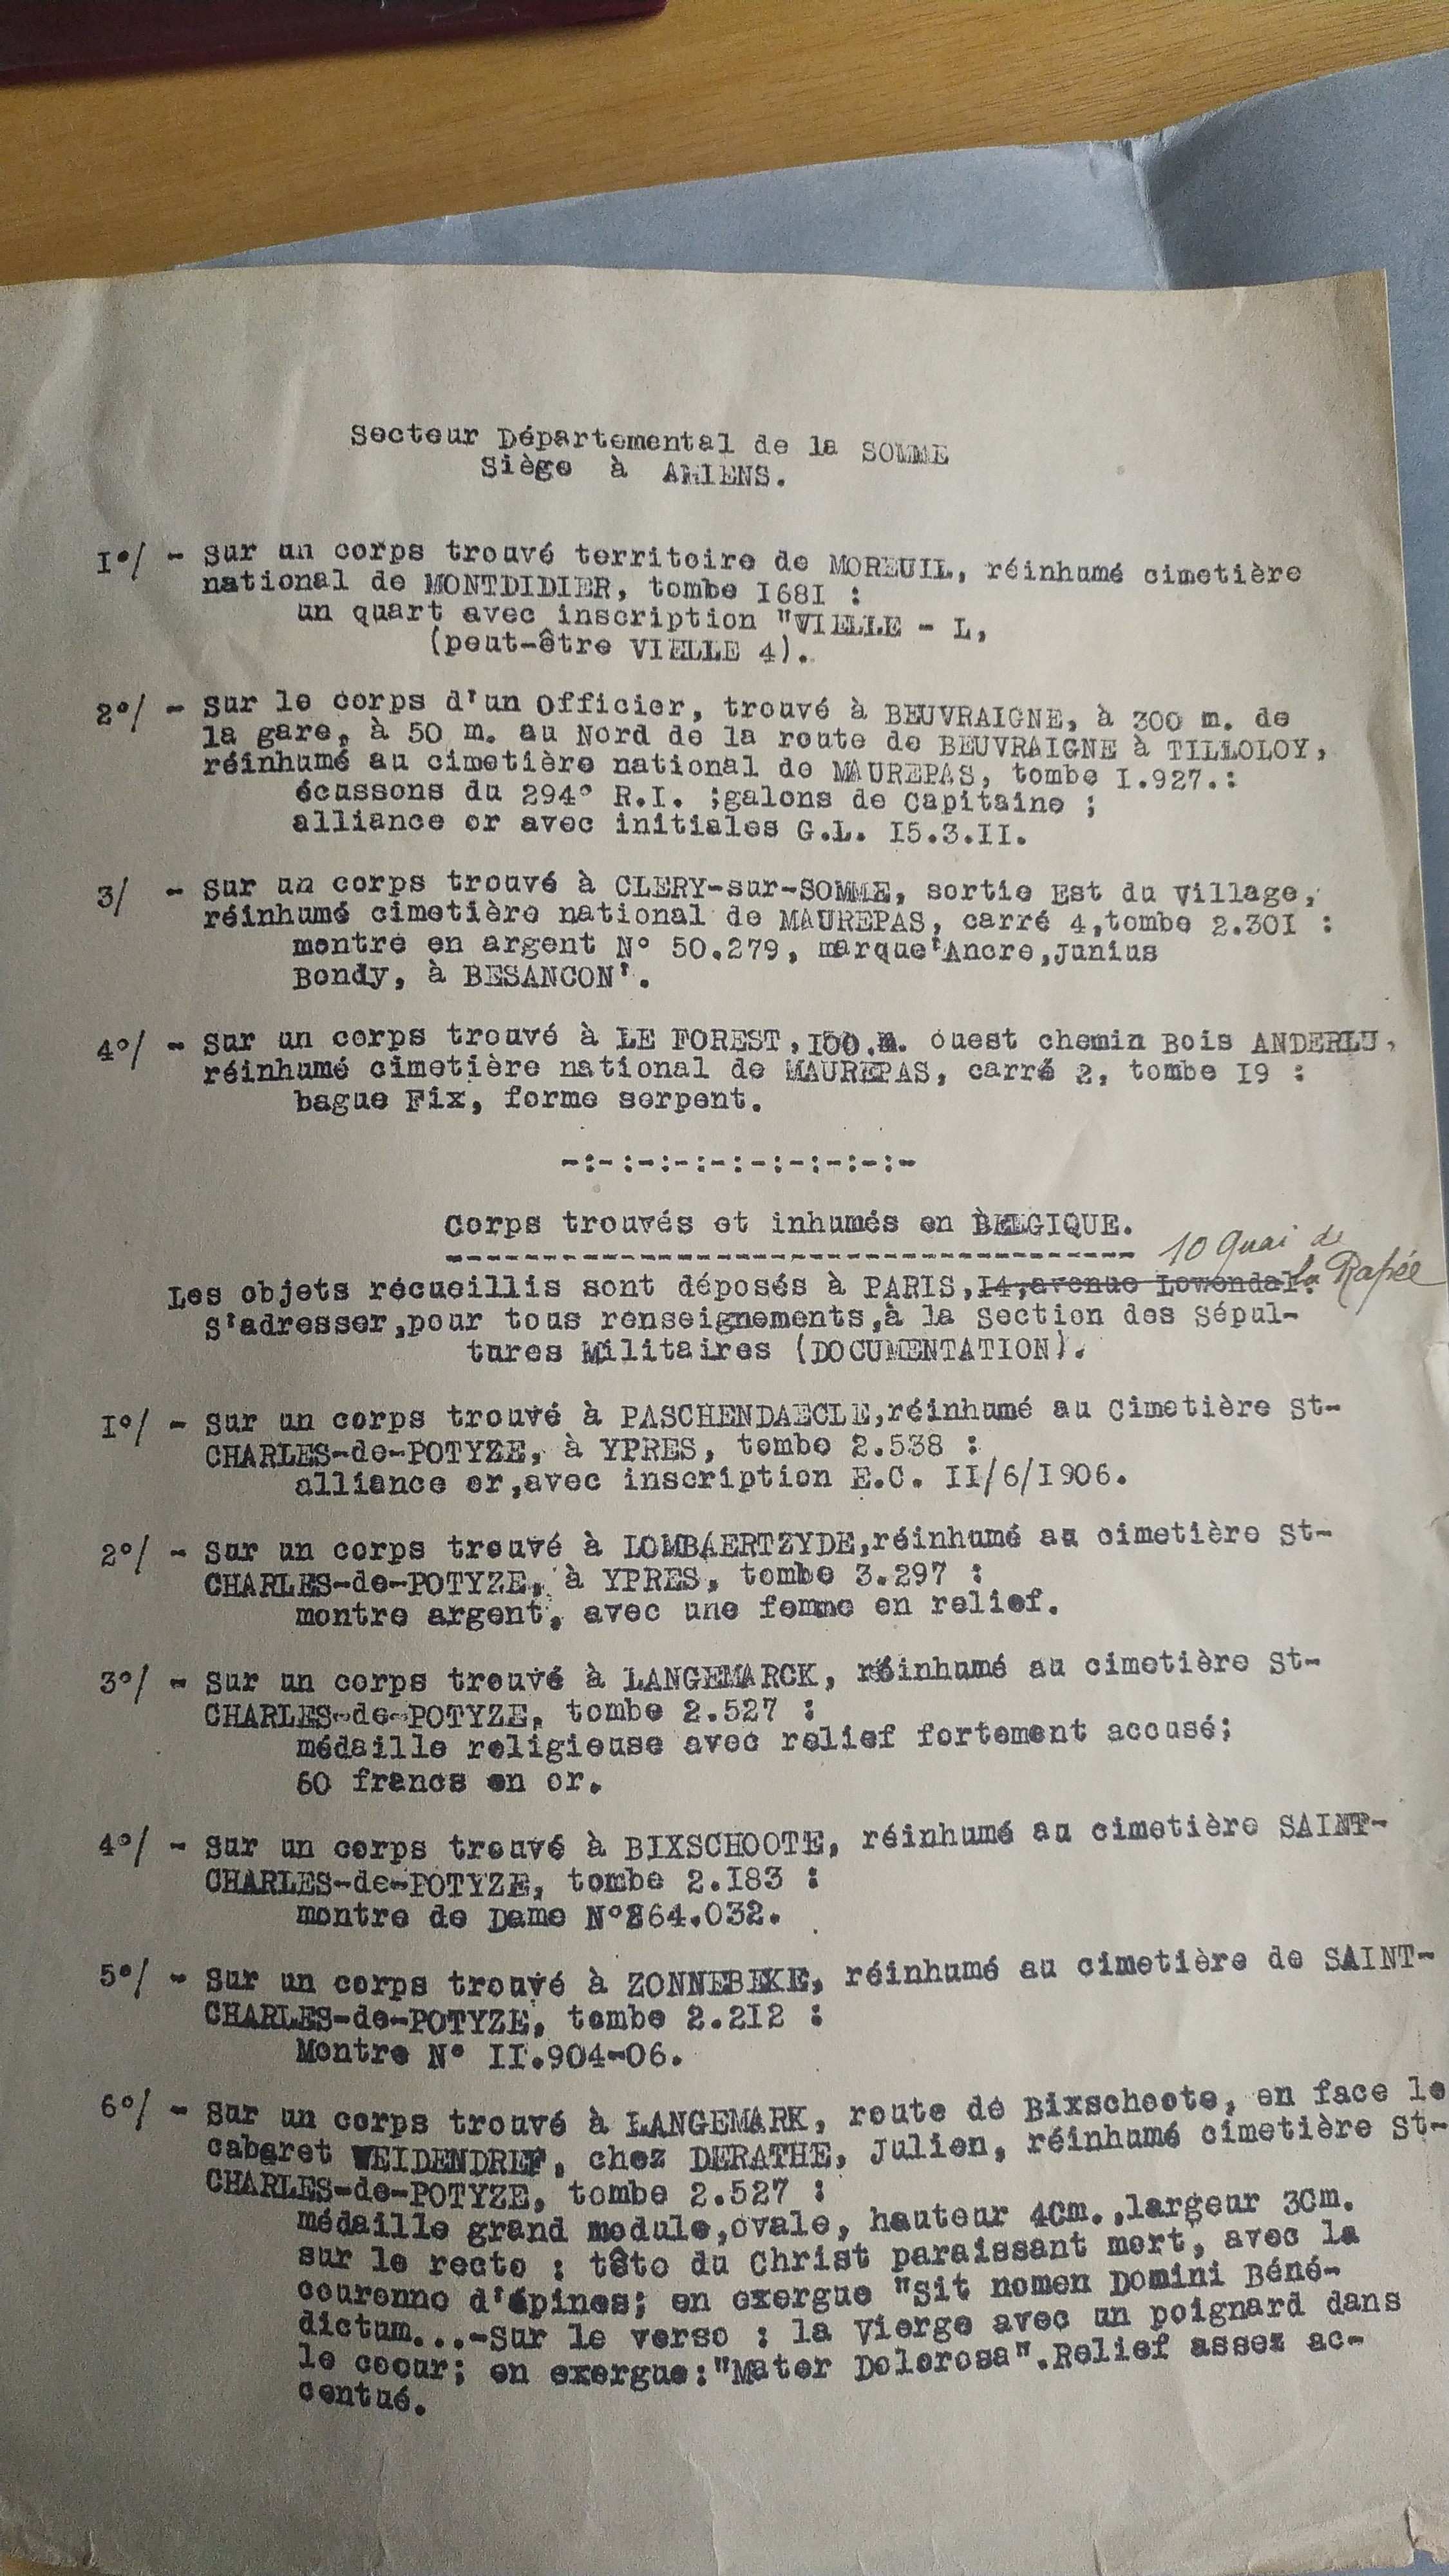 Secteur Départemental de la SOMME
Siège à AMIENS.
I°/ - Sur un corps trouvé territoire de MOREUIL, réinhumé cimetière
national de MONTDIDIER, tombe I68I :
un quart avec inscription "VIELLE - L,
(peut-être VIELLE 4).
2°/ - Sur le corps d'un Officier, trouvé à BEUVRAIGNE, à 300 m. de
la gare, à 50 m. au Nord de la route de BEUVRAIGNE à TILLOLOY,
réinhumé au cimetière national de MAUREPAS, tombe I.927.:
écussons du 294° R.I. ;galons de Capitaine ;
alliance or avec initiales G.L. I5.3.II.
3/ - Sur un corps trouvé à CLERY-sur-SOMME, sortie Est du Village,
réinhumé cimetière national de MAUREPAS, carré 4,tombe 2.30I :
montre en argent N° 50.279, marque'Ancre,Junius
Bondy, à BESANCON'.
4°/ - Sur un corps trouvé à LE FOREST,I00.m. Ouest chemin Bois ANDERLU,
réinhumé cimetière national de MAUREPAS, carré 2, tombe I9 :
bague Fix, forme serpent.
-:-:-:-:-:-:-:-:-:-
Corps trouvés et inhumés en BELGIQUE.
10 Quai de
Les objets recueillis sont déposés à PARIS,I4,avenue Lowendal. la Rapée
S'adresser,pour tous renseignements,à la Section des Sépul-
tures Militaires (DOCUMENTATION).
I°/ - Sur un corps trouvé à PASCHENDAECLE,réinhumé au Cimetière St-
CHARLES-de-POTYZE, à YPRES, tombe 2.538 :
alliance or,avec inscription E.C. II/6/I906.
2°/ - Sur un corps trouvé à LOMBAERTZYDE,réinhumé au cimetière St-
CHARLES-de-POTYZE, à YPRES, tombe 3.297 :
montre argent, avec une femme en relief.
3°/ - Sur un corps trouvé à LANGEMARCK, réinhumé au cimetière St-
CHARLES-de-POTYZE, tombe 2.527 :
médaille religieuse avec relief fortement accusé;
60 francs en or.
4°/ - Sur un corps trouvé à BIXSCHOOTE, réinhumé au cimetière SAINT-
CHARLES-de-POTYZE, tombe 2.I83 :
montre de Dame N°864.032.
5°/ - Sur un corps trouvé à ZONNEBEKE, réinhumé au cimetière de SAINT-
CHARLES-de-POTYZE, tombe 2.2I2 :
Montre N° II.904-06.
6°/ - Sur un corps trouvé à LANGEMARK, route de Bixschoote, en face le
cabaret WEIDENDREF, chez DERATHE, Julien, réinhumé cimetière St-
CHARLES-de-POTYZE, tombe 2.527 :
médaille grand module,ovale, hauteur 4Cm.,largeur 3Cm.
sur le recto : tête du Christ paraissant mort, avec la
couronne d'épines; en exergue "Sit nomen Domini Béné-
dictum...-Sur le verso : la Vierge avec un poignard dans
le coeur; en exergue:"Mater Dolorosa".Relief assez ac-
centué.